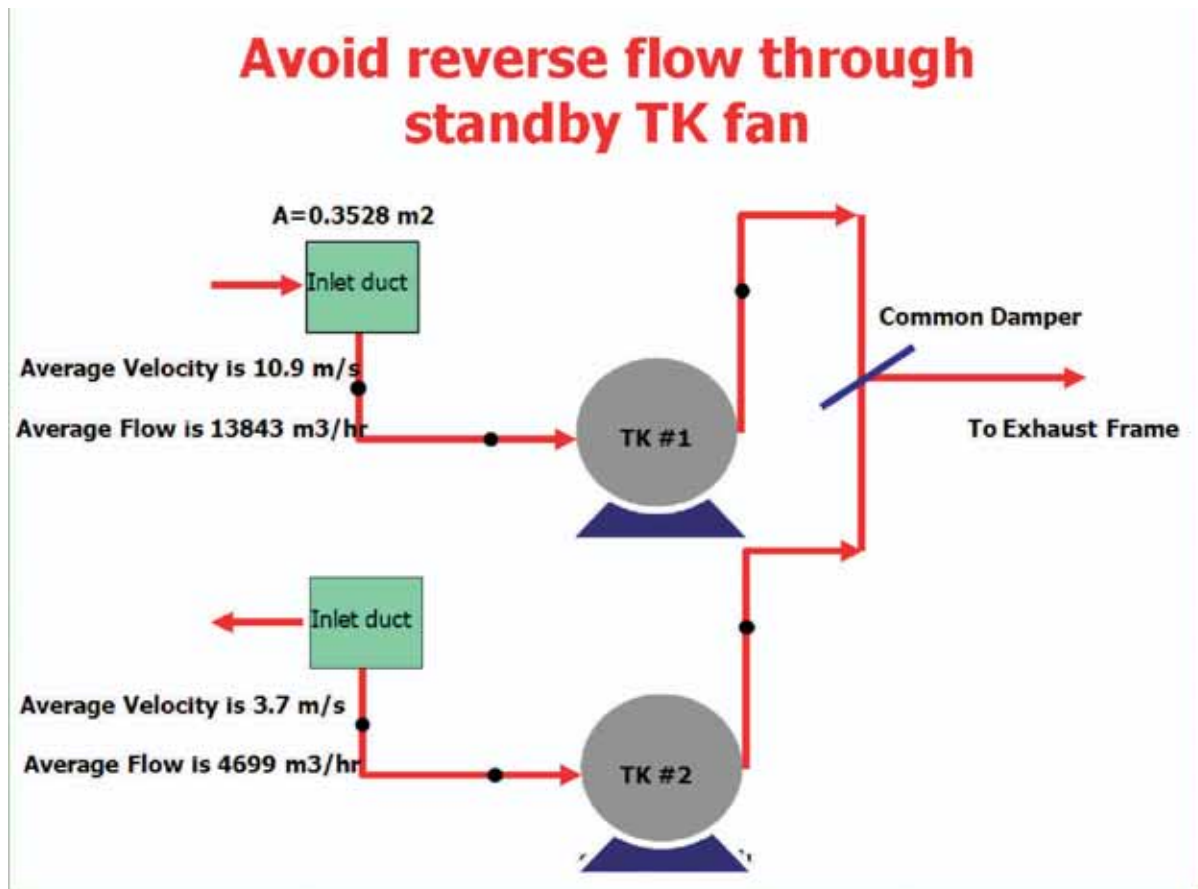 Avoid reverse flow through
standby TK fan
A=0.3528 m2
Inlet duct
Average Velocity is 10.9 m/s
Average Flow is 13843 m3/hr
TK #1
Common Damper
To Exhaust Frame
Inlet duct
Average Velocity is 3.7 m/s
Average Flow is 4699 m3/hr
TK #2